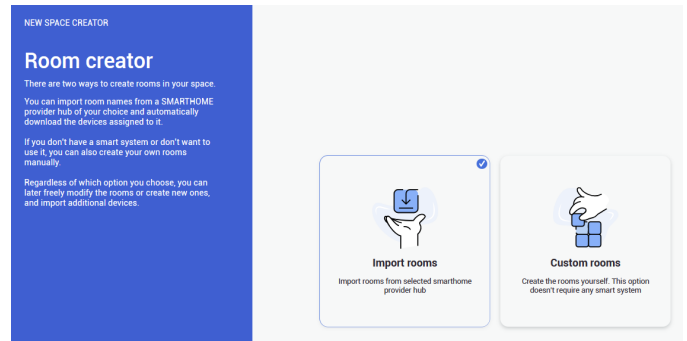 NEW SPACE CREATOR
Room creator
There are two ways to create rooms in your space.
You can import room names from a SMARTHOME
provider hub of your choice and automatically
download the devices assigned to it.
If you don't have a smart system or don't want to
use it, you can also create your own rooms
manually.
Regardless of which option you choose, you can
later freely modify the rooms or create new ones,
and import additional devices.
Import rooms
Import rooms from selected smarthome
provider hub
Custom rooms
Create the rooms yourself. This option
doesn't require any smart system